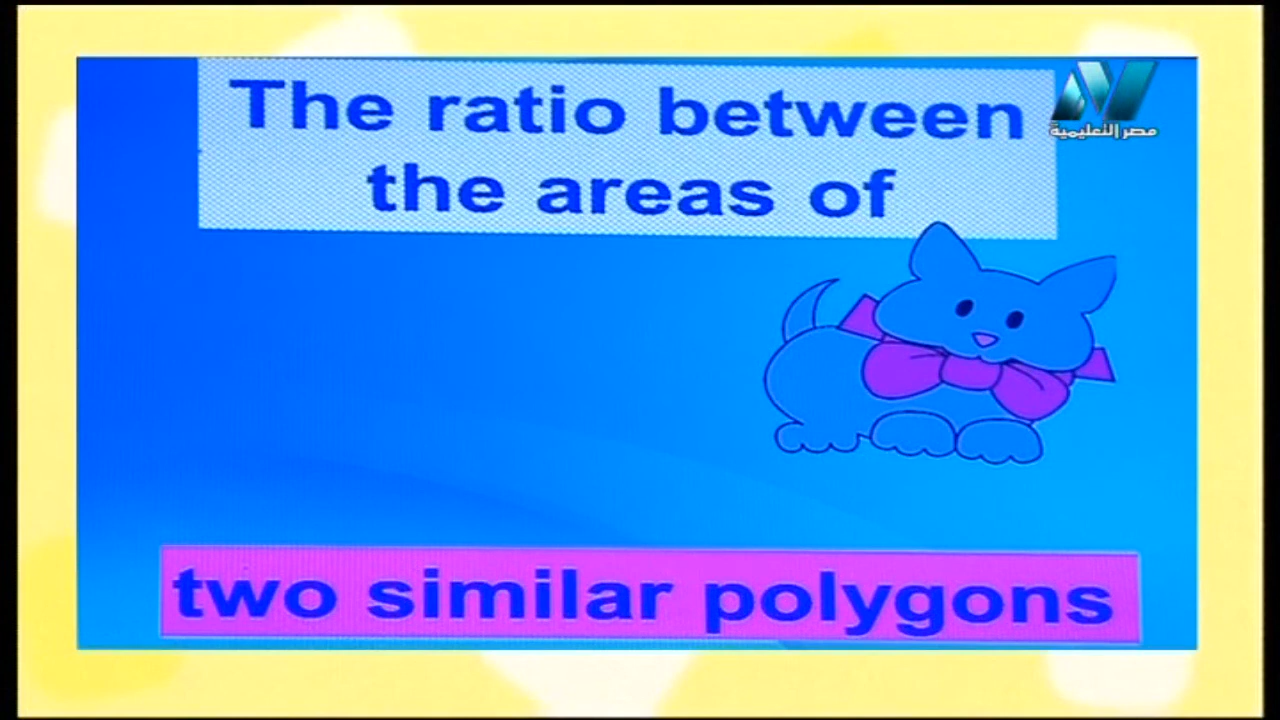 The ratio between
the areas of
مصر التعليمية
two similar polygons